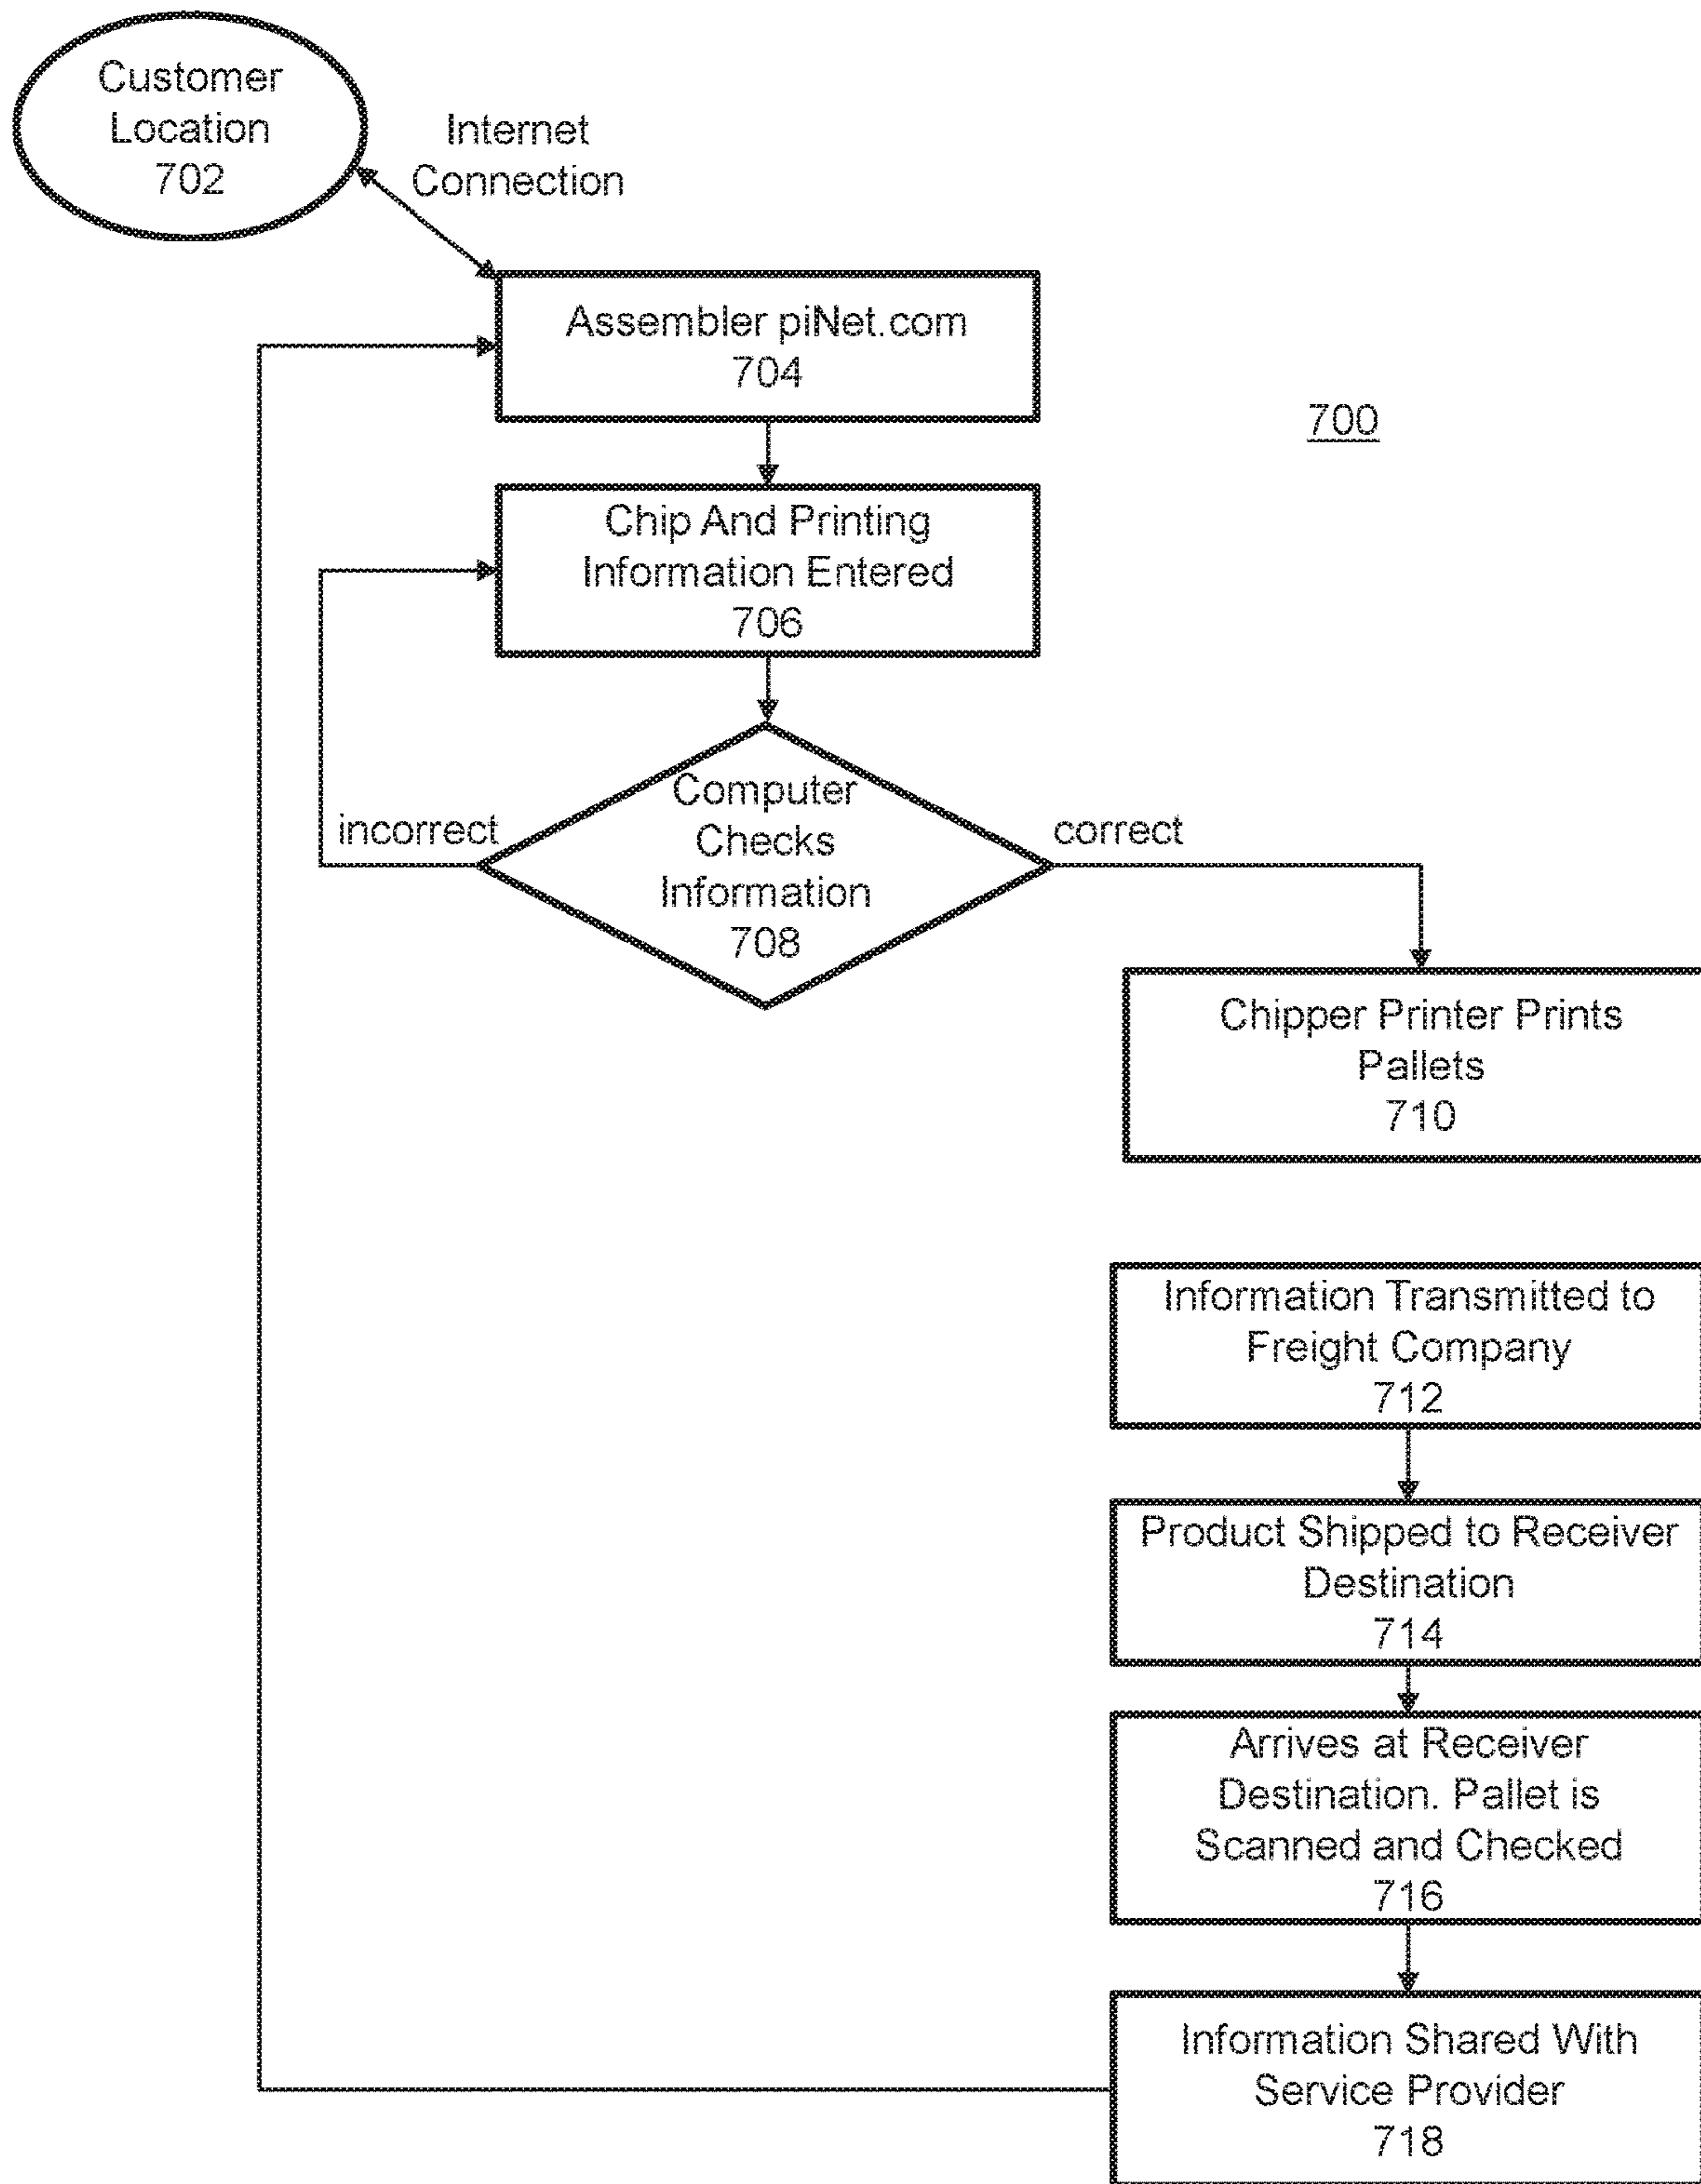 Customer
Location
702
Internet
Connection
Assembler piNet.com
704
700
Chip And Printing
Information Entered
706
Computer
Checks
Information
708
incorrect
correct
Chipper Printer Prints
Pallets
710
Information Transmitted to
Freight Company
712
Product Shipped to Receiver
Destination
714
Arrives at Receiver
Destination. Pallet is
Scanned and Checked
716
Information Shared With
Service Provider
718